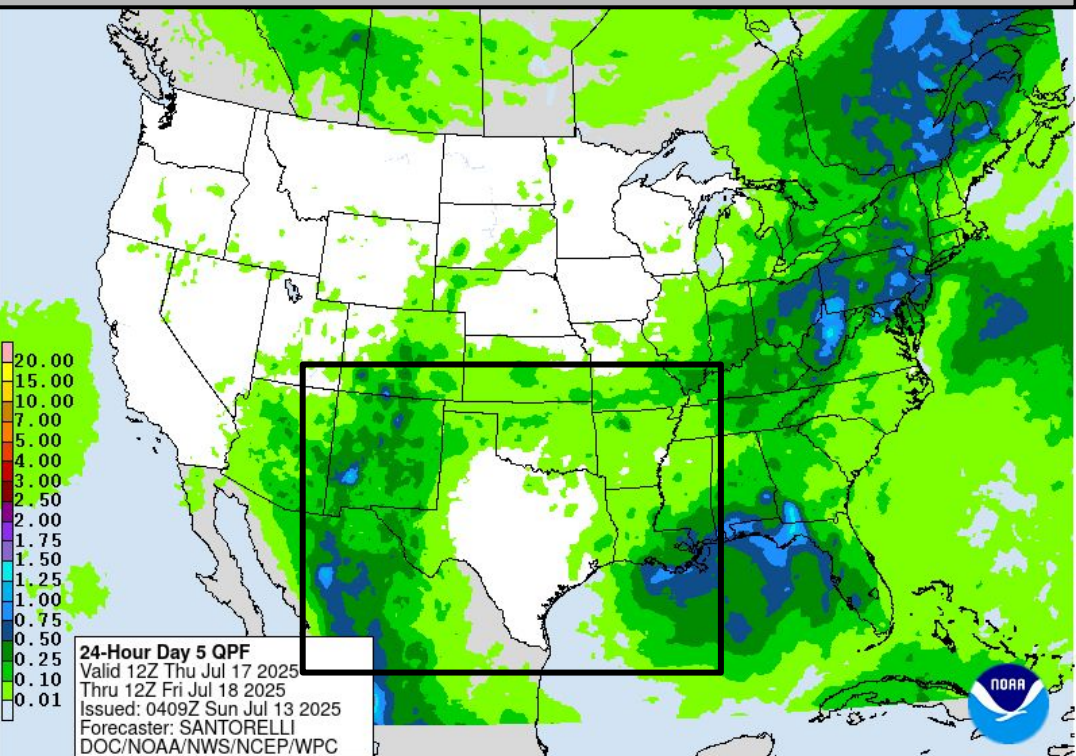 20.00
15.00
10.00
7.00
5.00
4.00
3.00
2.50
2.00
1.75
1.50
1.25
1.00
0.75
0.50
0.25
0.10
0.01
24-Hour Day 5 QPF
Valid 12Z Thu Jul 17 2025
Thru 12Z Fri Jul 18 2025
Issued: 0409Z Sun Jul 13 2025
Forecaster: SANTORELLI
DOC/NOAA/NWS/NCEP/WPC
NOAA